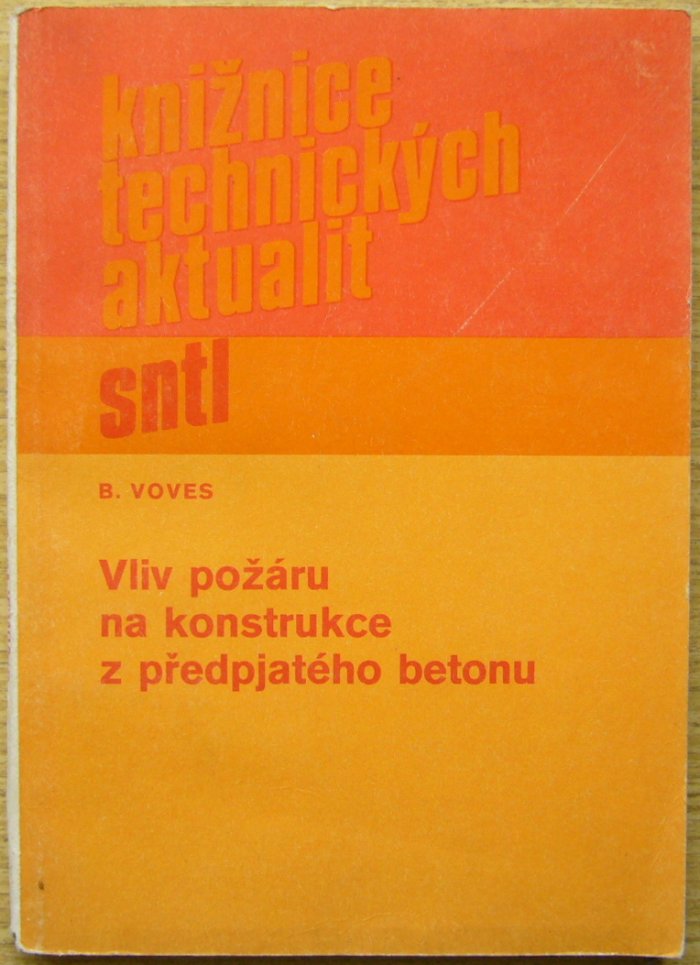 knižnice
technických
aktualit
sntl
B. VOVES
Vliv požáru
na konstrukce
z předpjatého betonu